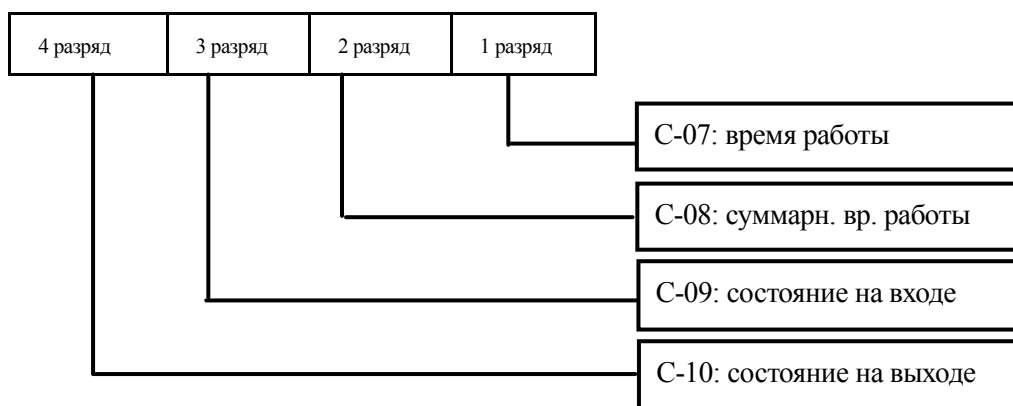 4 разряд 3 разряд 2 разряд 1 разряд
С-07: время работы
С-08: суммарн. вр. работы
С-09: состояние на входе
С-10: состояние на выходе